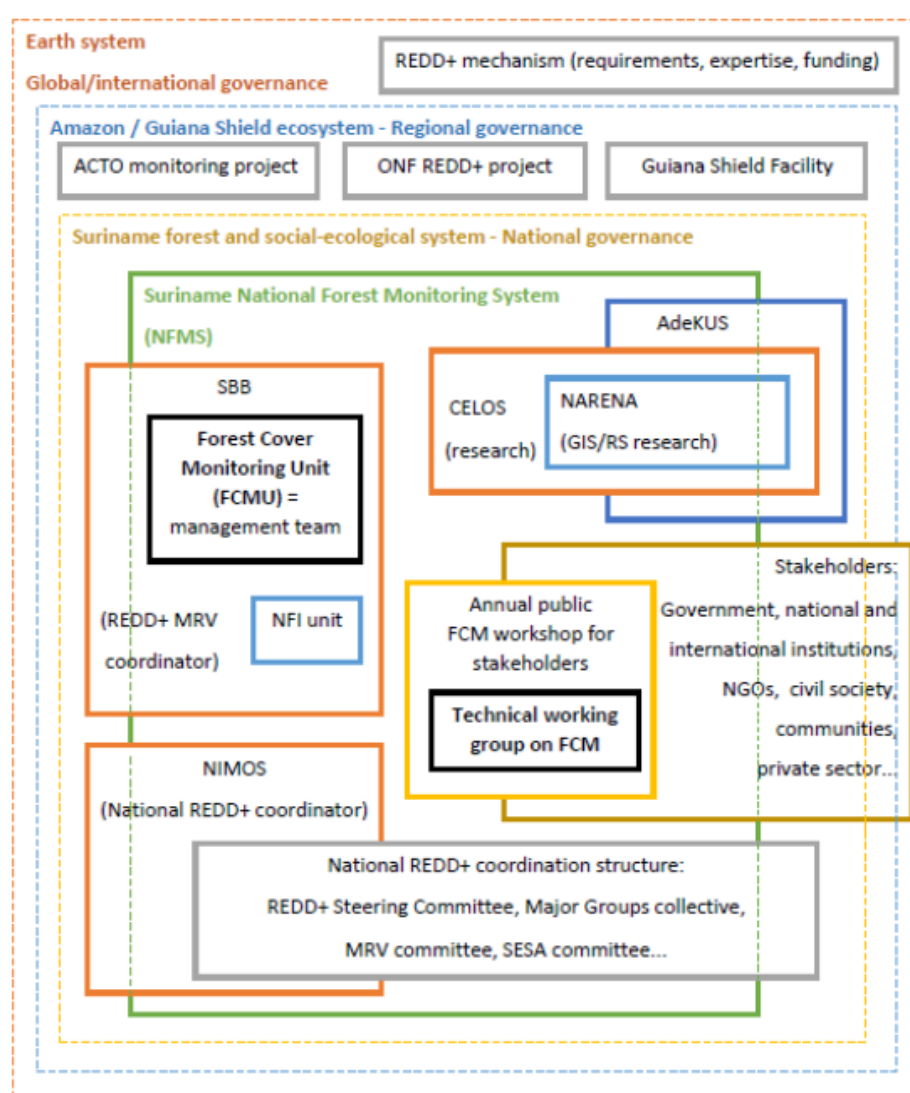 Earth system
Global/international governance
REDD+ mechanism (requirements, expertise, funding)
Amazon / Guiana Shield ecosystem - Regional governance
ACTO monitoring project
ONF REDD+ project
Guiana Shield Facility
Suriname forest and social-ecological system - National governance
Suriname National Forest Monitoring System
(NFMS)
AdeKUS
SBB
Forest Cover
Monitoring Unit
(FCMU) =
management team
(REDD+ MRV
coordinator)
NFI unit
CELOS
(research)
NARENA
(GIS/RS research)
Stakeholders:
Government, national and
international institutions,
NGOs, civil society,
communities,
private sector...
Annual public
FCM workshop for
stakeholders
Technical working
group on FCM
NIMOS
(National REDD+ coordinator)
National REDD+ coordination structure:
REDD+ Steering Committee, Major Groups collective,
MRV committee, SESA committee...